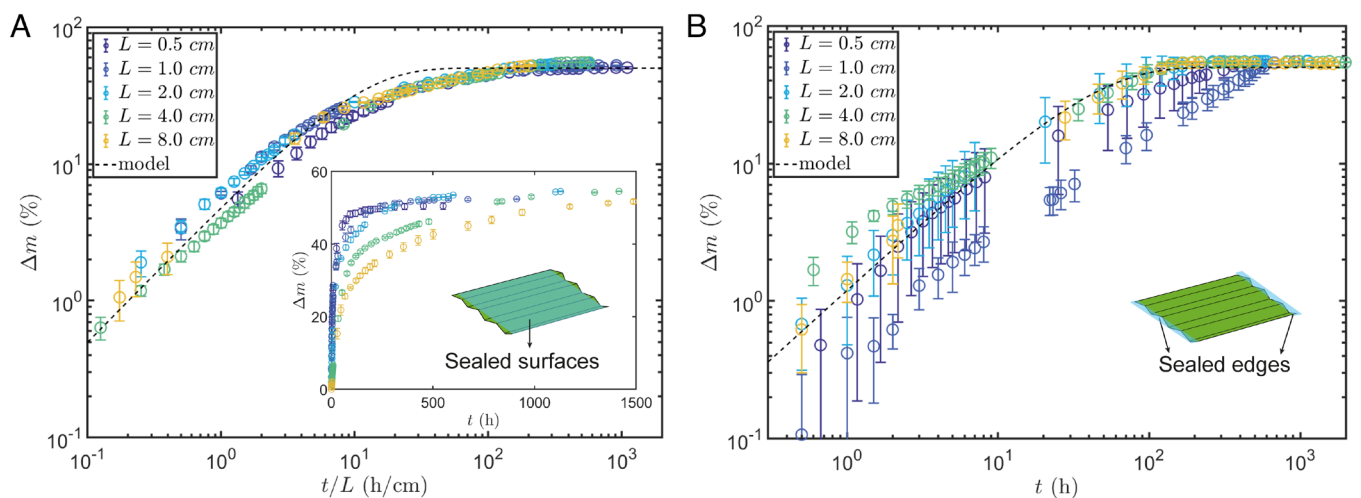 A
10^2
10^1
10^0
10^-1
Δm (%)
L = 0.5 cm
L = 1.0 cm
L = 2.0 cm
L = 4.0 cm
L = 8.0 cm
model
60
40
20
0
Δm (%)
0
500
1000
1500
t (h)
Sealed surfaces
10^-1
10^0
10^1
10^2
10^3
t/L (h/cm)
B
10^2
10^1
10^0
10^-1
Δm (%)
L = 0.5 cm
L = 1.0 cm
L = 2.0 cm
L = 4.0 cm
L = 8.0 cm
model
Sealed edges
10^0
10^1
10^2
10^3
t (h)